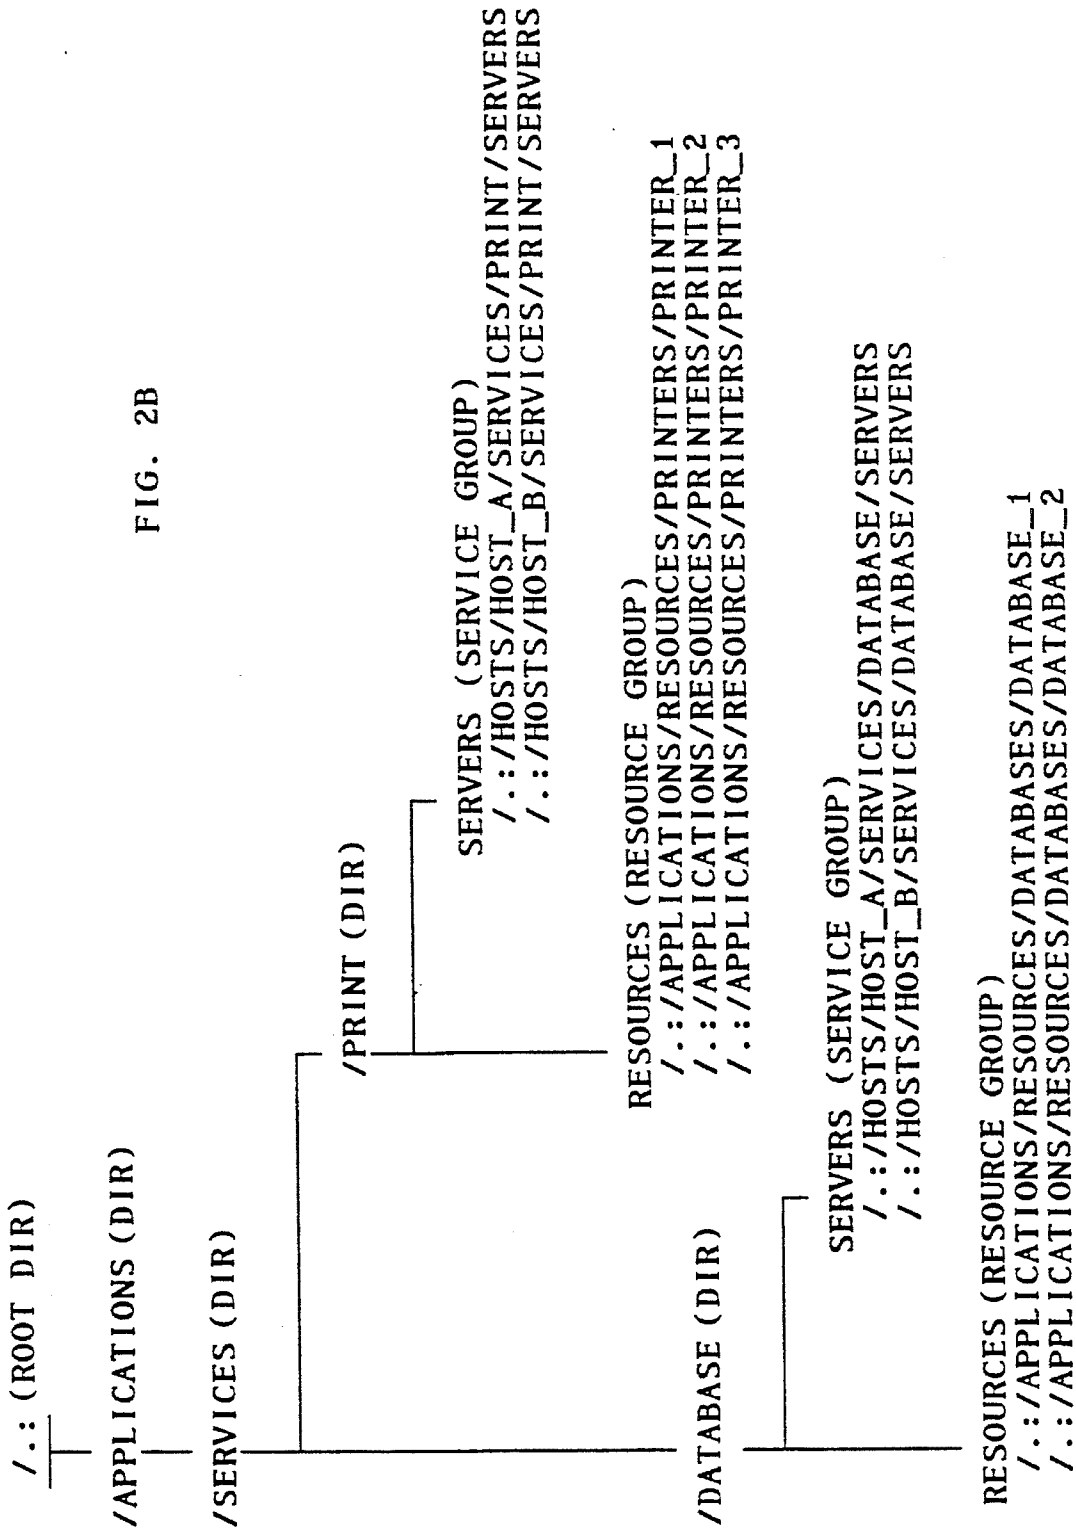 FIG. 2B
/.: (ROOT DIR)
/APPLICATIONS (DIR)
/SERVICES (DIR)
/PRINT (DIR)
SERVERS (SERVICE GROUP)
/.:/HOSTS/HOST_A/SERVICES/PRINT/SERVERS
/.:/HOSTS/HOST_B/SERVICES/PRINT/SERVERS
RESOURCES (RESOURCE GROUP)
/.:/APPLICATIONS/RESOURCES/PRINTERS/PRINTER_1
/.:/APPLICATIONS/RESOURCES/PRINTERS/PRINTER_2
/.:/APPLICATIONS/RESOURCES/PRINTERS/PRINTER_3
/DATABASE (DIR)
SERVERS (SERVICE GROUP)
/.:/HOSTS/HOST_A/SERVICES/DATABASE/SERVERS
/.:/HOSTS/HOST_B/SERVICES/DATABASE/SERVERS
RESOURCES (RESOURCE GROUP)
/.:/APPLICATIONS/RESOURCES/DATABASES/DATABASE_1
/.:/APPLICATIONS/RESOURCES/DATABASES/DATABASE_2